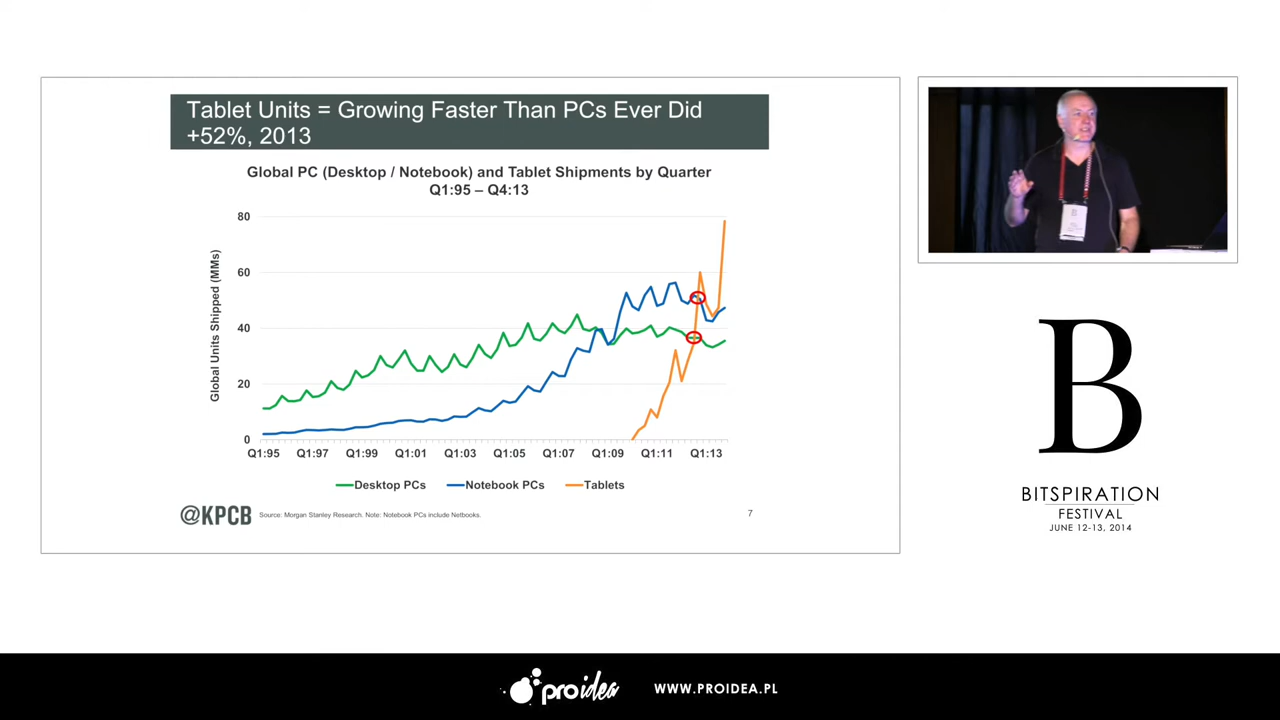 Tablet Units = Growing Faster Than PCs Ever Did
+52%, 2013
Global PC (Desktop / Notebook) and Tablet Shipments by Quarter
Q1:95 – Q4:13
Global Units Shipped (MMs)
80
60
40
20
0
Q1:95 Q1:97 Q1:99 Q1:01 Q1:03 Q1:05 Q1:07 Q1:09 Q1:11 Q1:13
Desktop PCs Notebook PCs Tablets
@KPCB
Source: Morgan Stanley Research. Note: Notebook PCs include Netbooks.
7
B
BITSPIRATION
FESTIVAL
JUNE 12-13, 2014
proidea
WWW.PROIDEA.PL